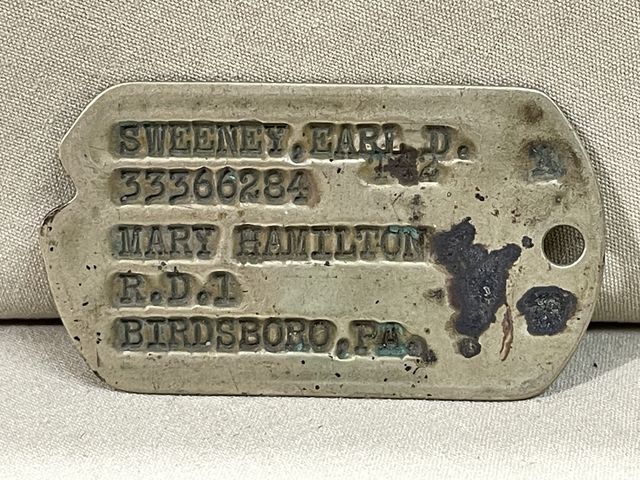 SWEENEY,EARL D.
33366284 T42
MARY HAMILTON
R.D.1
BIRDSBORO,PA.